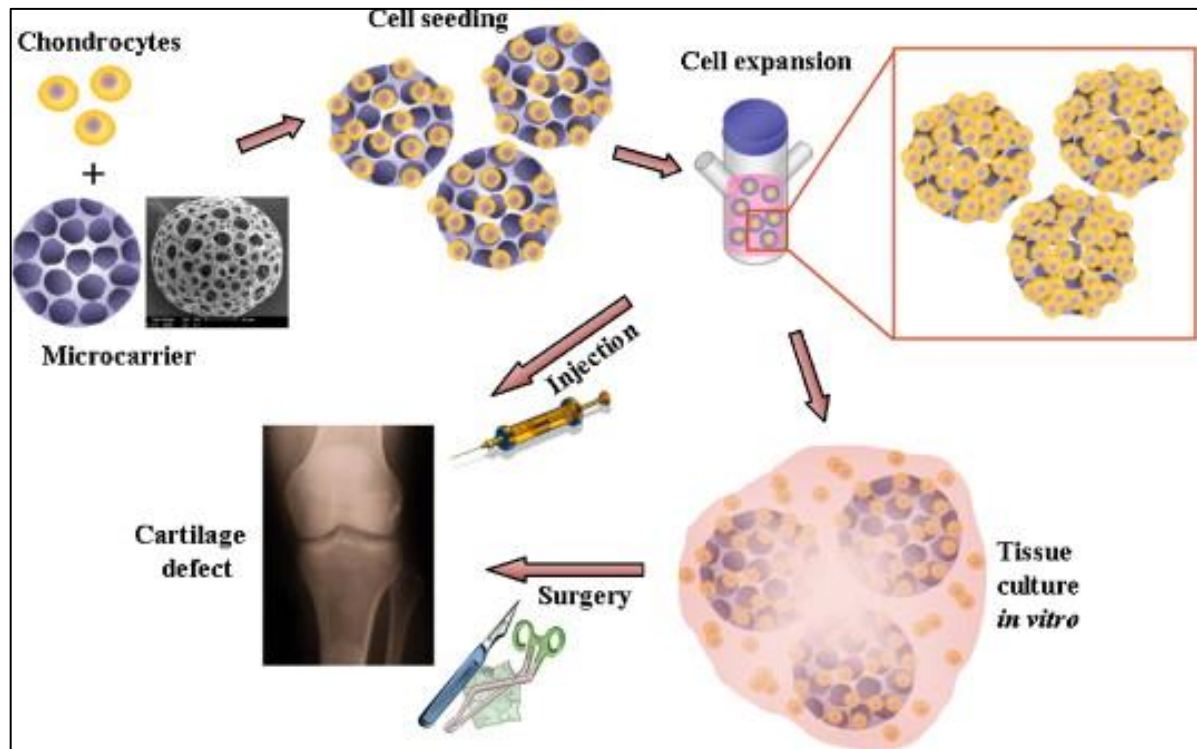 Cell seeding
Chondrocytes
Cell expansion
+
Microcarrier
Injection
Cartilage
defect
Surgery
Tissue
culture
in vitro